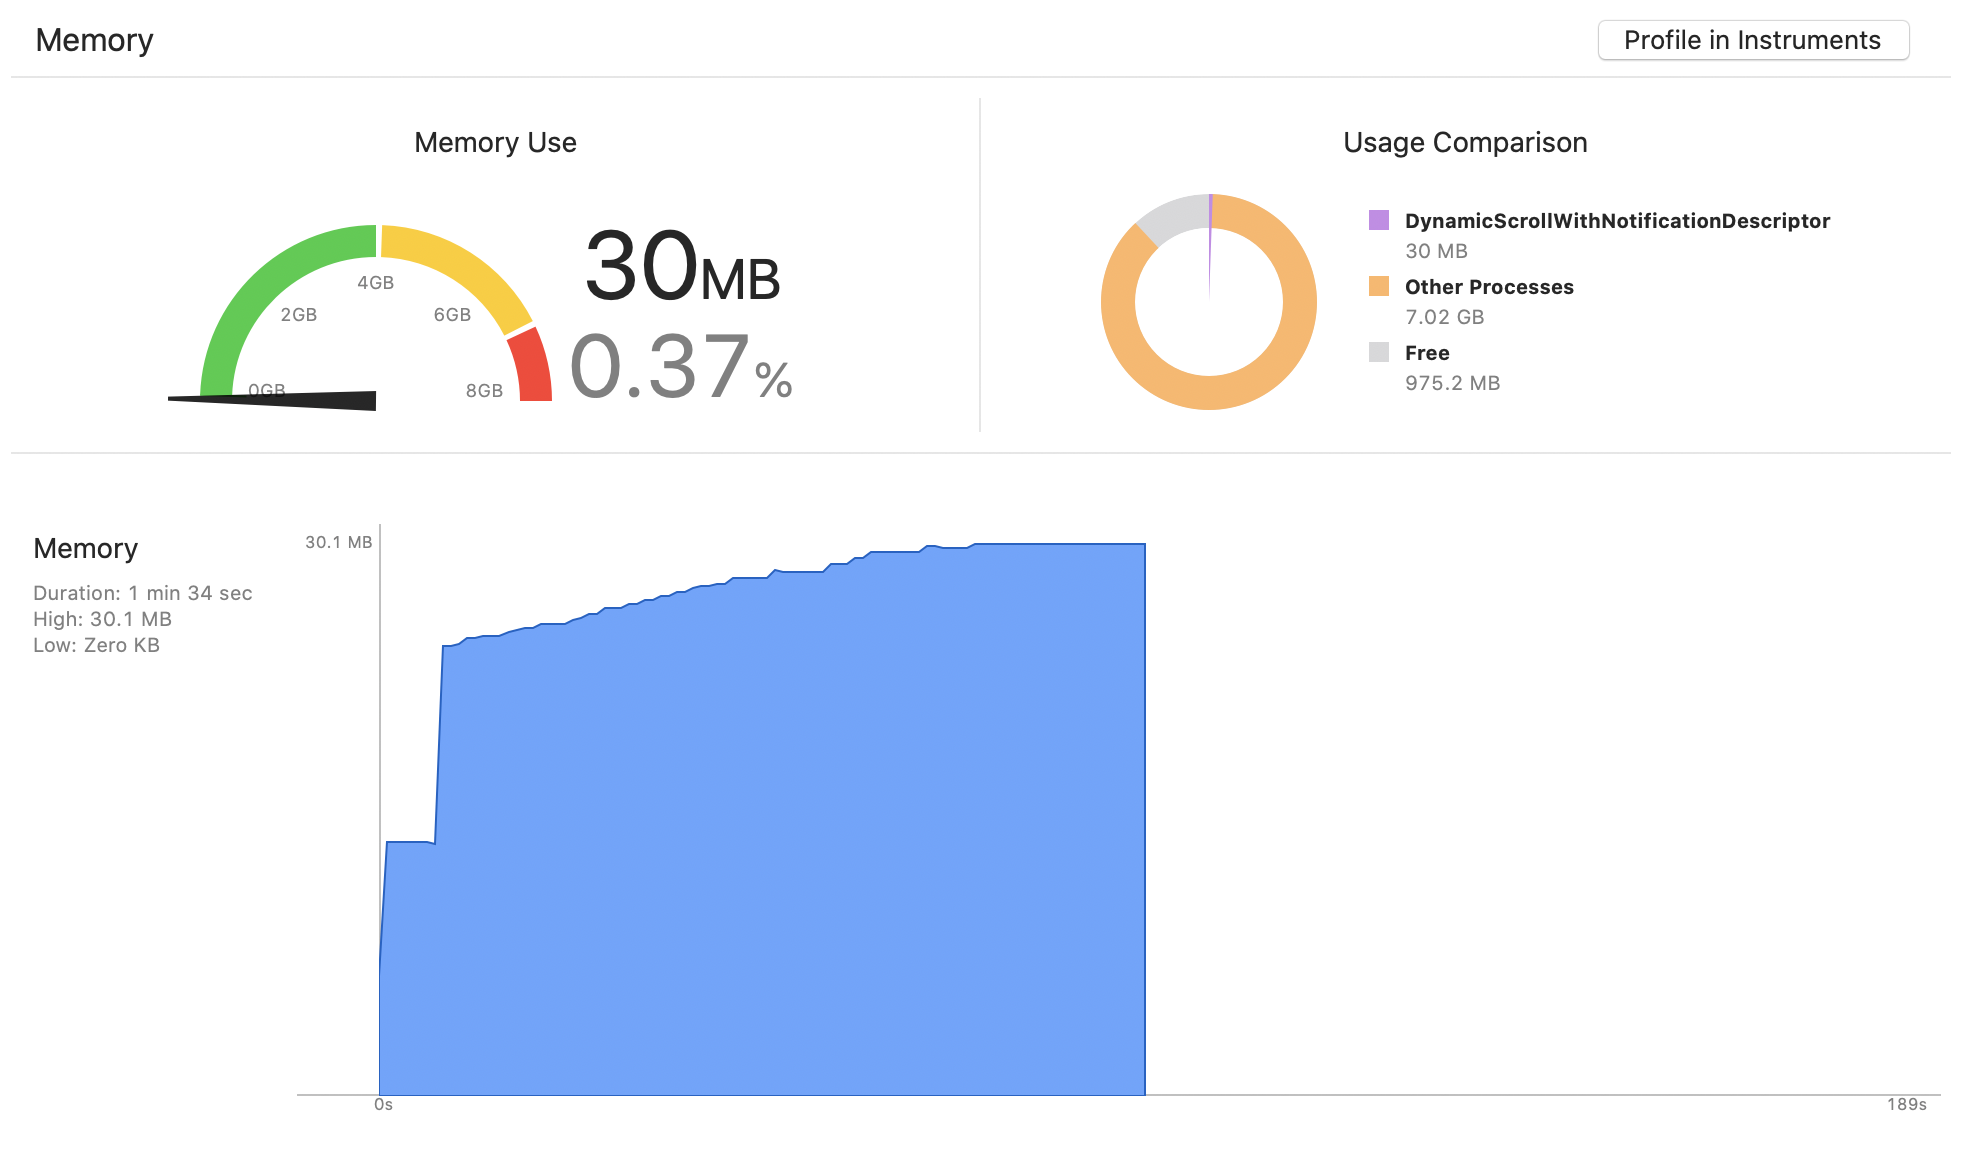 Memory
Profile in Instruments
Memory Use
Usage Comparison
30MB
0.37%
0GB
2GB
4GB
6GB
8GB
DynamicScrollWithNotificationDescriptor
30 MB
Other Processes
7.02 GB
Free
975.2 MB
Memory
Duration: 1 min 34 sec
High: 30.1 MB
Low: Zero KB
30.1 MB
0s
189s